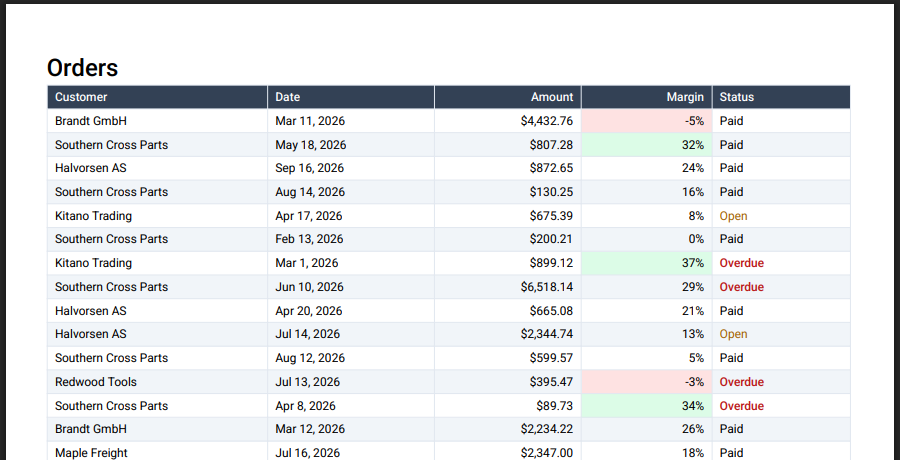 Orders
Customer Date Amount Margin Status
Brandt GmbH Mar 11, 2026 $4,432.76 -5% Paid
Southern Cross Parts May 18, 2026 $807.28 32% Paid
Halvorsen AS Sep 16, 2026 $872.65 24% Paid
Southern Cross Parts Aug 14, 2026 $130.25 16% Paid
Kitano Trading Apr 17, 2026 $675.39 8% Open
Southern Cross Parts Feb 13, 2026 $200.21 0% Paid
Kitano Trading Mar 1, 2026 $899.12 37% Overdue
Southern Cross Parts Jun 10, 2026 $6,518.14 29% Overdue
Halvorsen AS Apr 20, 2026 $665.08 21% Paid
Halvorsen AS Jul 14, 2026 $2,344.74 13% Open
Southern Cross Parts Aug 12, 2026 $599.57 5% Paid
Redwood Tools Jul 13, 2026 $395.47 -3% Overdue
Southern Cross Parts Apr 8, 2026 $89.73 34% Overdue
Brandt GmbH Mar 12, 2026 $2,234.22 26% Paid
Maple Freight Jul 16, 2026 $2,347.00 18% Paid